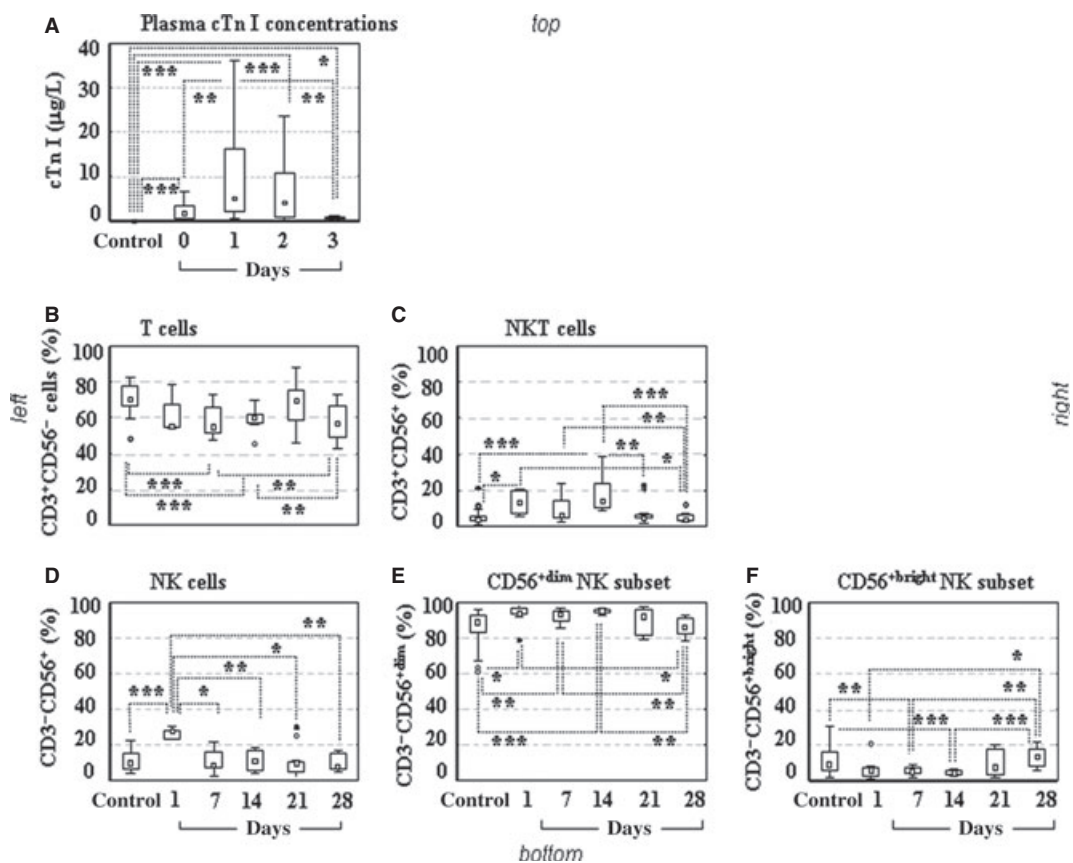 A Plasma cTn I concentrations top
cTn I (µg/L)
40
30
20
10
0
*
*** ***
** **
***
Control 0 1 2 3
Days
left
right
B T cells
CD3+CD56− cells (%)
100
80
60
40
20
0
*** **
*** **
C NKT cells
CD3+CD56+ (%)
100
80
60
40
20
0
***
**
*** **
* *
D NK cells
CD3−CD56+ (%)
100
80
60
40
20
0
**
*
**
*** *
Control 1 7 14 21 28
Days
E CD56+dim NK subset
CD3−CD56+dim (%)
100
80
60
40
20
0
* *
** **
*** **
Control 1 7 14 21 28
Days
F CD56+bright NK subset
CD3−CD56+bright (%)
100
80
60
40
20
0
*
** **
*** ***
Control 1 7 14 21 28
Days
bottom